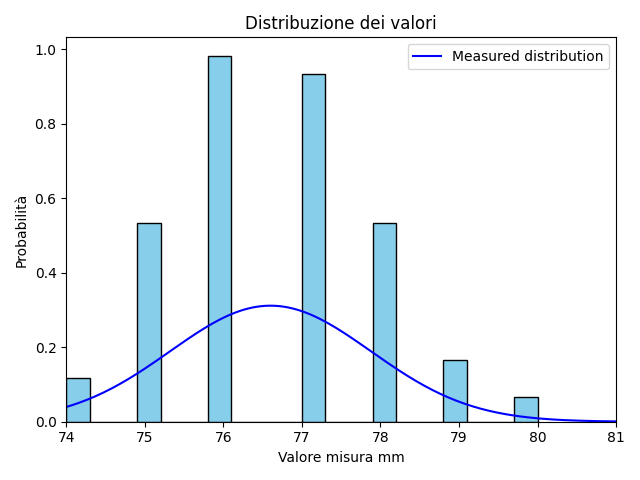 Distribuzione dei valori
Measured distribution
Probabilità
1.0
0.8
0.6
0.4
0.2
0.0
74 75 76 77 78 79 80 81
Valore misura mm